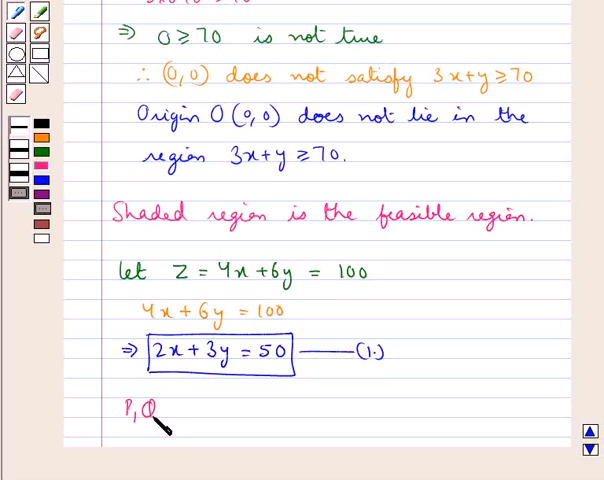 ⇒ 0 ≥ 70 is not true
∴ (0,0) does not satisfy 3x+y ≥ 70
Origin O (0,0) does not lie in the
region 3x+y ≥ 70.
Shaded region is the feasible region.
let Z = 4x+6y = 100
4x + 6y = 100
⇒ 2x + 3y = 50 —— (1.)
P, Q